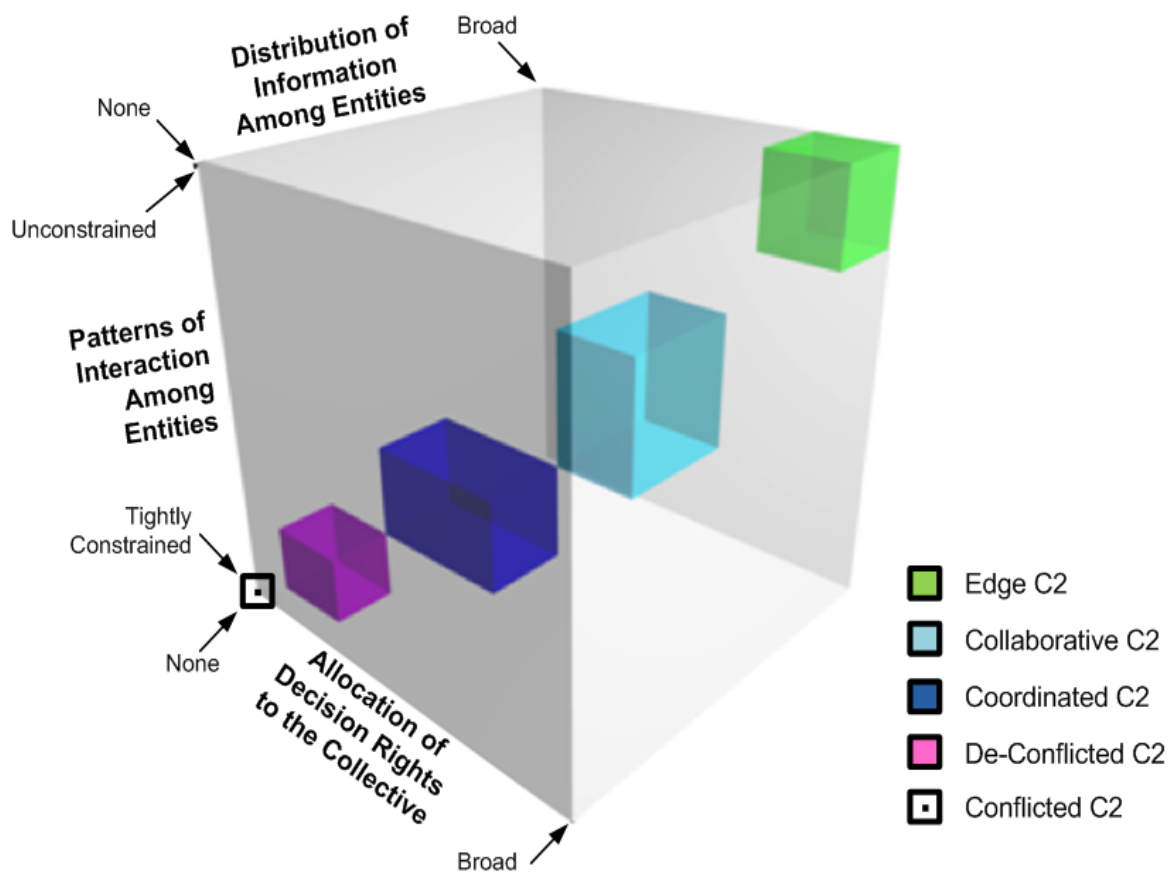 Distribution of
Information
Among Entities
Broad
None
Unconstrained
Patterns of
Interaction
Among
Entities
Tightly
Constrained
None
Allocation of
Decision Rights
to the Collective
Broad
Edge C2
Collaborative C2
Coordinated C2
De-Conflicted C2
Conflicted C2